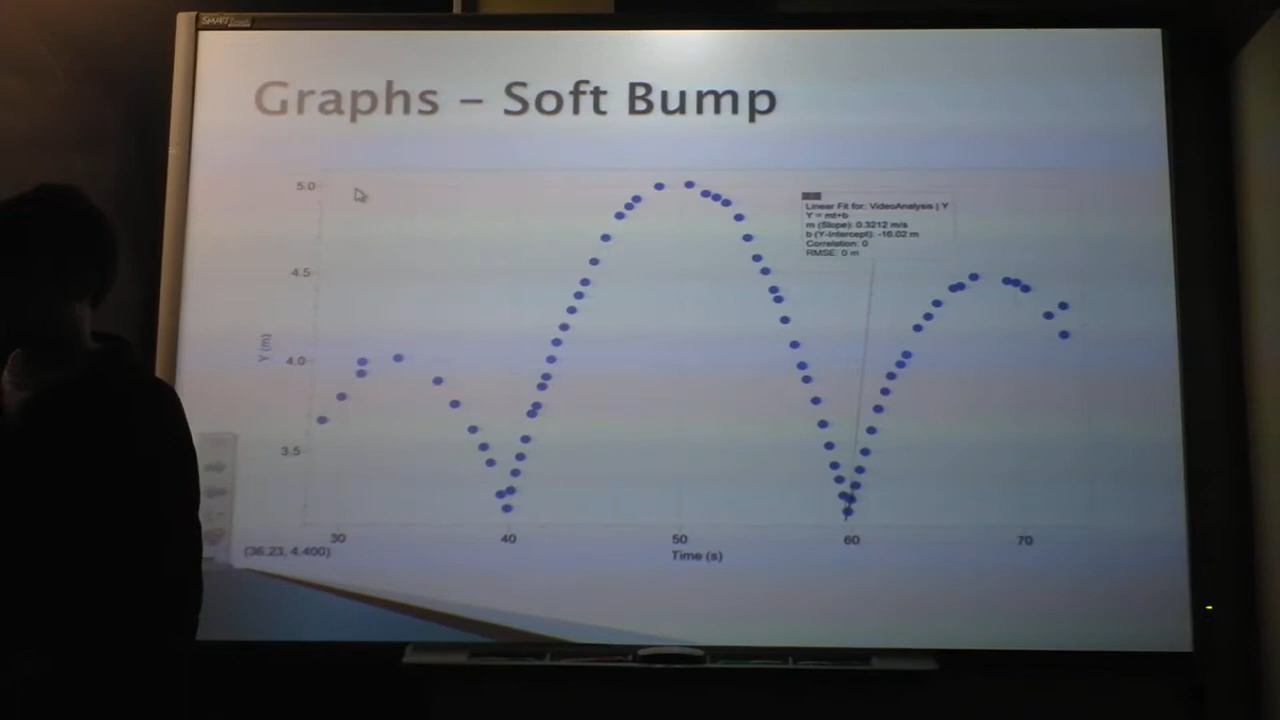 SMART
Graphs – Soft Bump
5.0
4.5
4.0
3.5
Y (m)
Linear Fit for: VideoAnalysis | Y
Y = mt+b
m (Slope): 0.3212 m/s
b (Y-Intercept): -16.02 m
Correlation: 0
RMSE: 0 m
30 40 50 60 70
(36.23, 4.400)
Time (s)